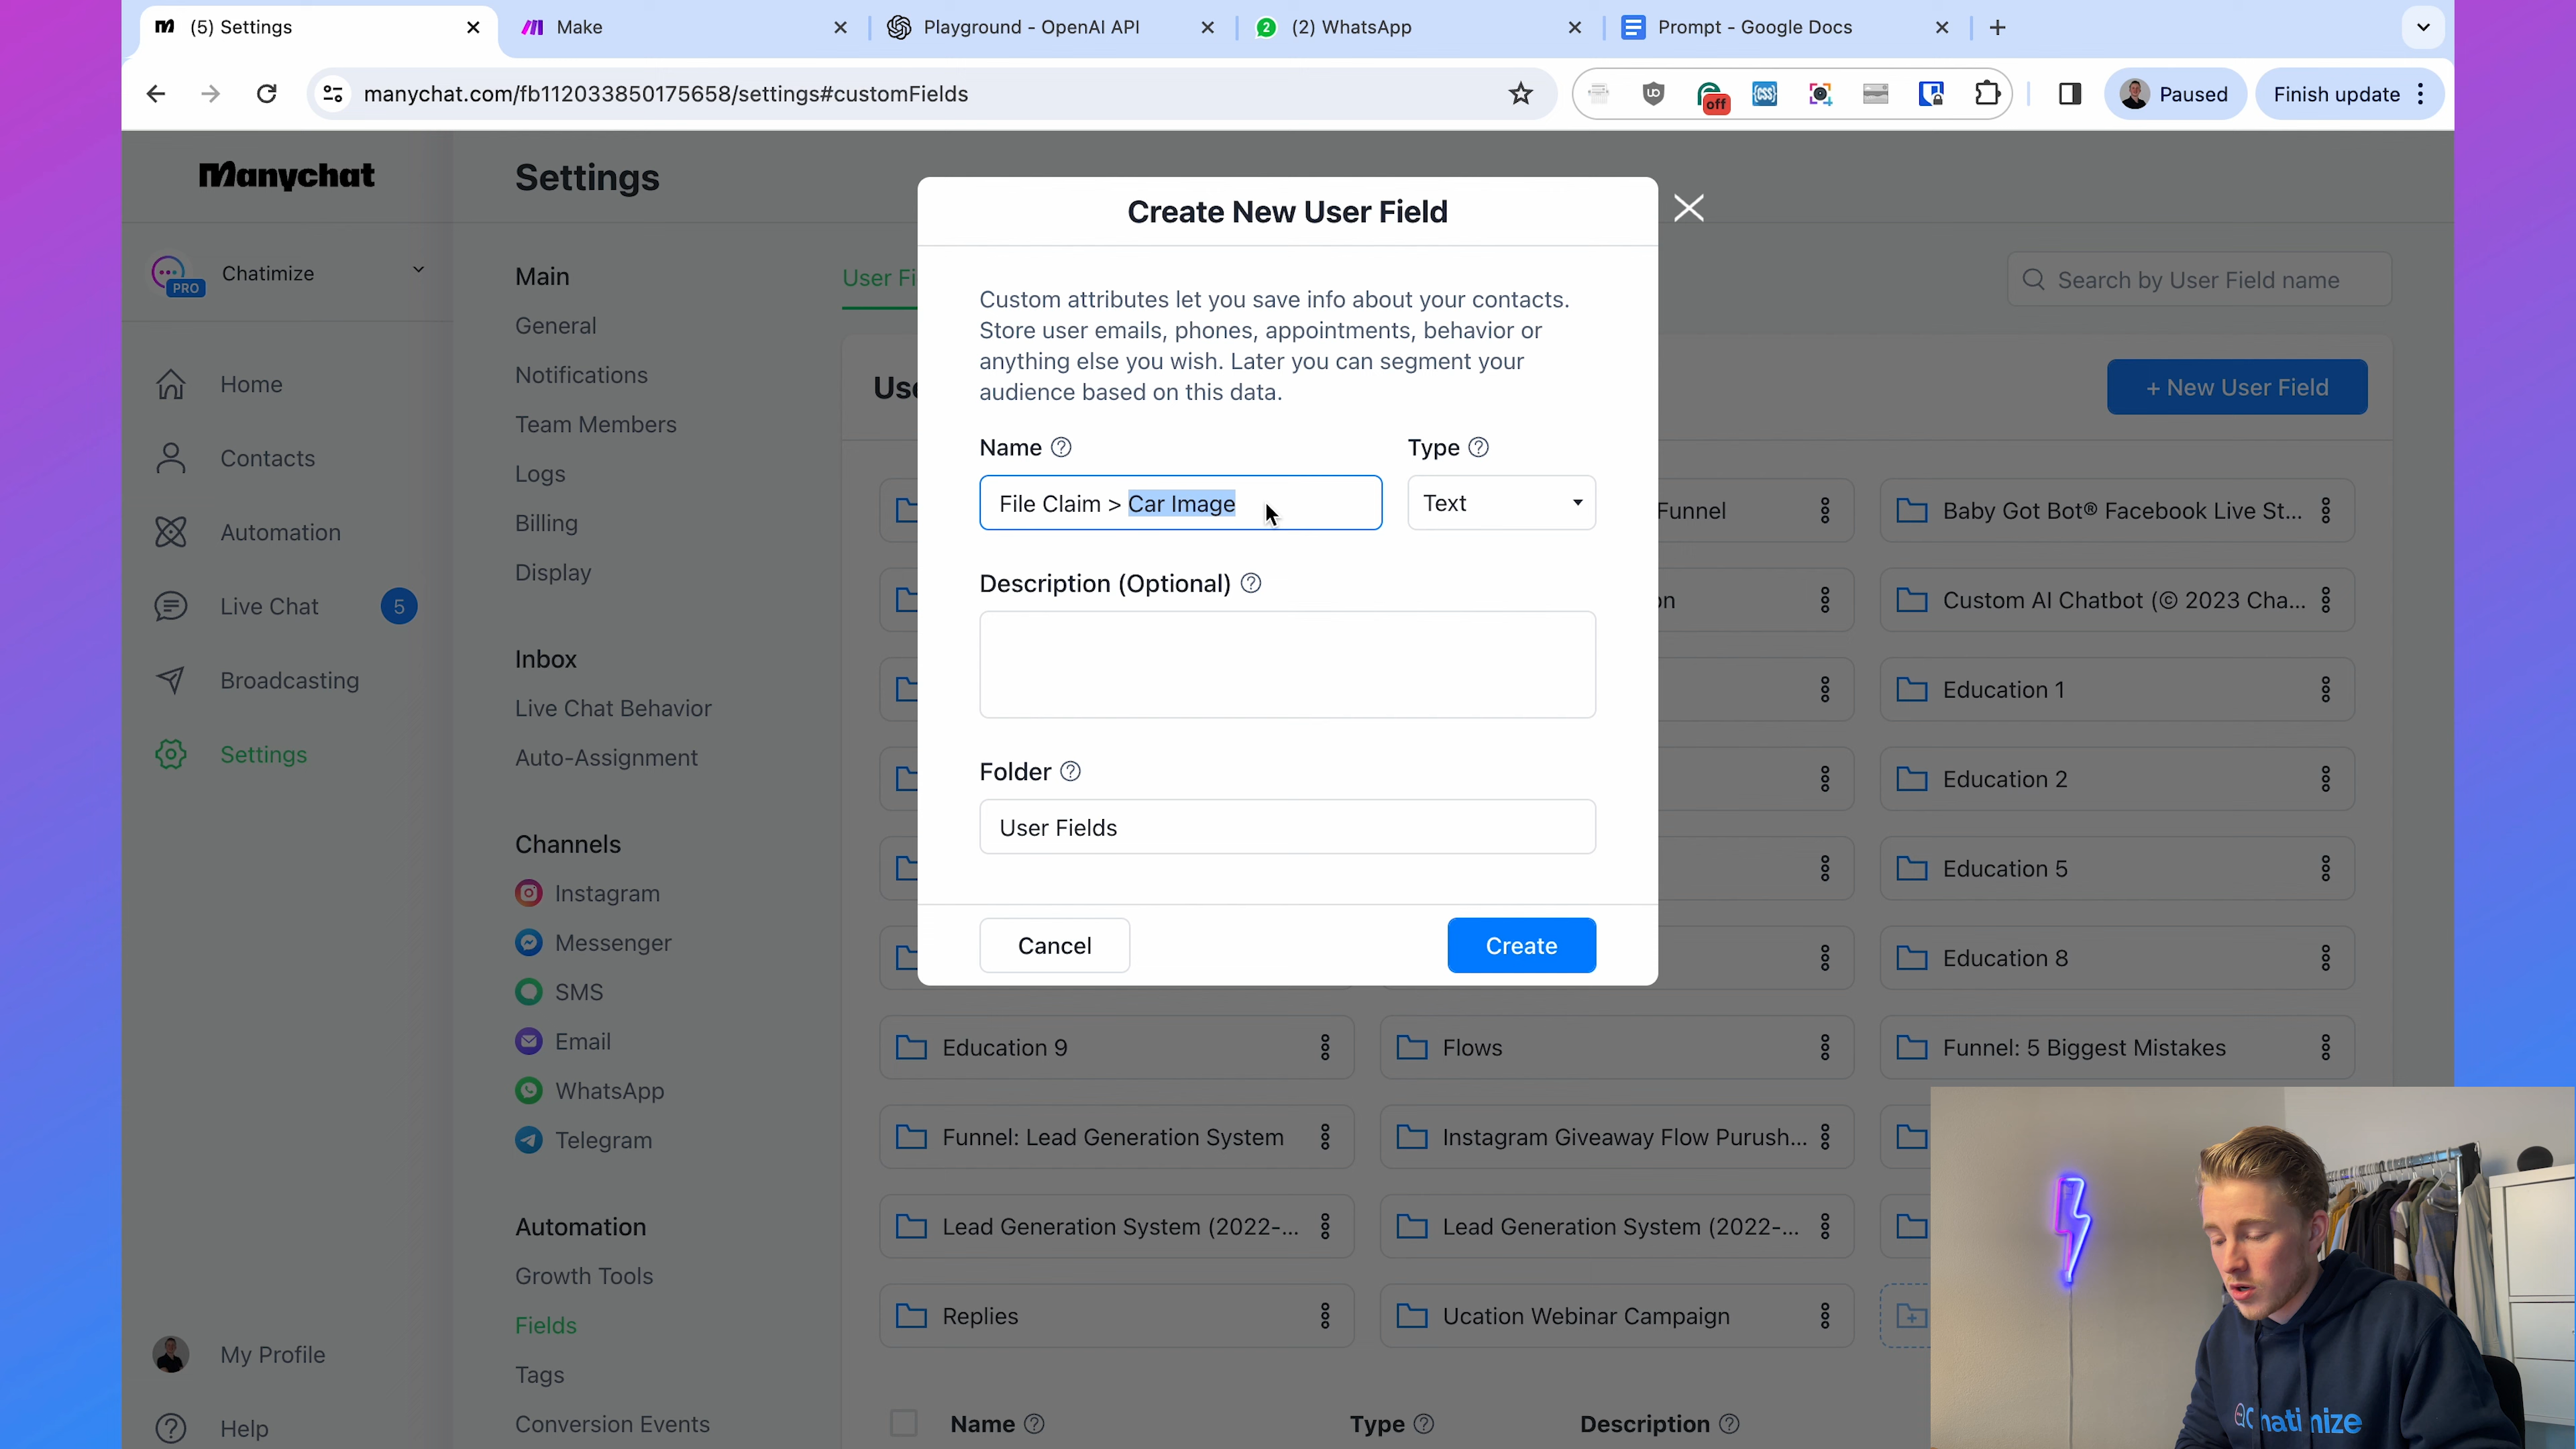 (5) Settings
Make
Playground - OpenAI API
2
(2) WhatsApp
Prompt - Google Docs
manychat.com/fb112033850175658/settings#customFields
off
Paused
Finish update
Manychat
PRO
Chatimize
Home
Contacts
Automation
Live Chat
5
Broadcasting
Settings
My Profile
Help
Settings
Main
General
Notifications
Team Members
Logs
Billing
Display
Inbox
Live Chat Behavior
Auto-Assignment
Channels
Instagram
Messenger
SMS
Email
WhatsApp
Telegram
Automation
Growth Tools
Fields
Tags
Conversion Events
Search by User Field name
+ New User Field
Create New User Field
Custom attributes let you save info about your contacts.
Store user emails, phones, appointments, behavior or
anything else you wish. Later you can segment your
audience based on this data.
Name
Type
File Claim > Car Image
Text
Description (Optional)
Folder
User Fields
Cancel
Create
Funnel
Baby Got Bot® Facebook Live St...
Custom AI Chatbot (© 2023 Cha...
Education 1
Education 2
Education 5
Education 8
Education 9
Flows
Funnel: 5 Biggest Mistakes
Funnel: Lead Generation System
Instagram Giveaway Flow Purush...
Lead Generation System (2022-...
Lead Generation System (2022-...
Replies
Ucation Webinar Campaign
Name
Type
Description
Chatimize